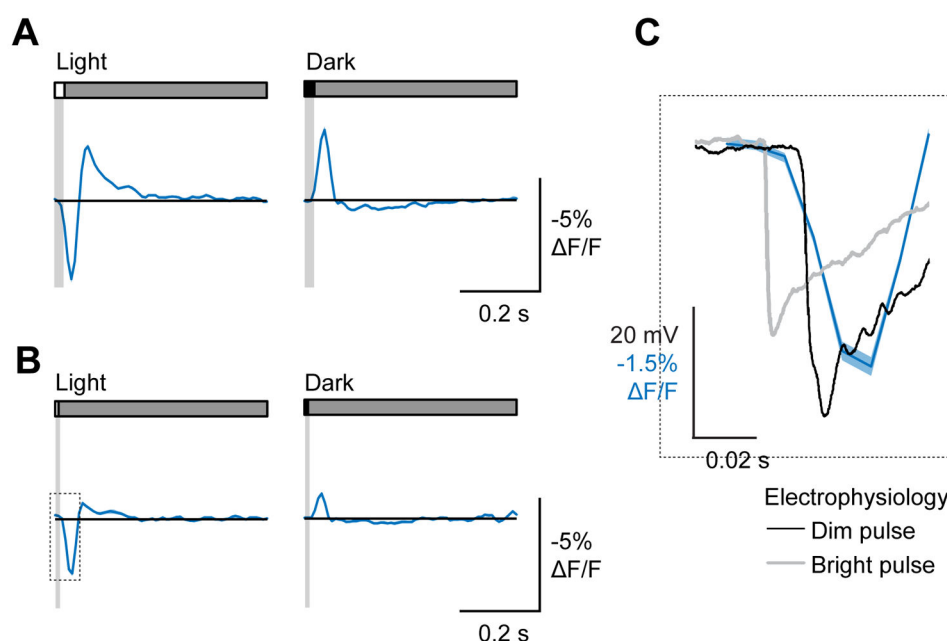 A
Light
Dark
-5%
ΔF/F
0.2 s
B
Light
Dark
-5%
ΔF/F
0.2 s
C
20 mV
-1.5%
ΔF/F
0.02 s
Electrophysiology
Dim pulse
Bright pulse